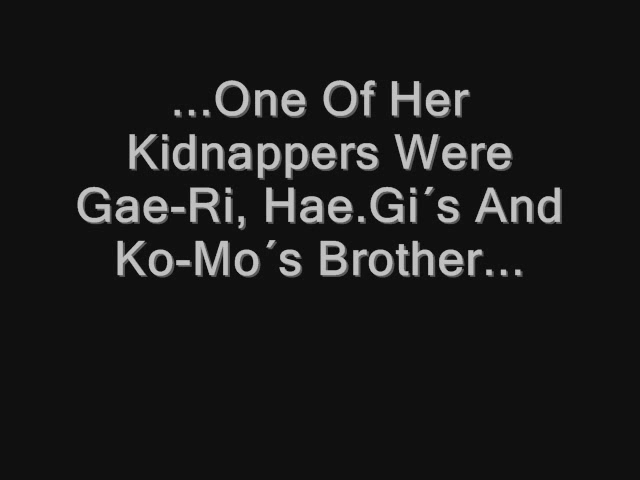 ...One Of Her
Kidnappers Were
Gae-Ri, Hae.Gi´s And
Ko-Mo´s Brother...